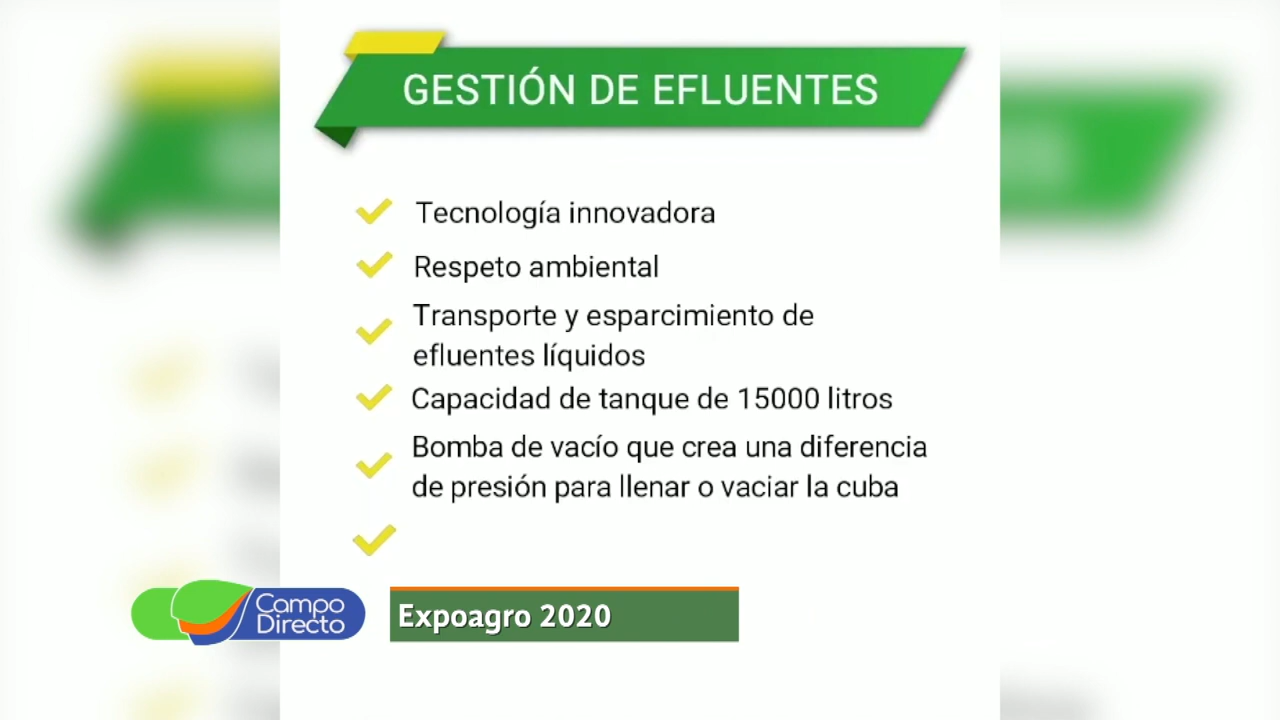 GESTIÓN DE EFLUENTES
Tecnología innovadora
Respeto ambiental
Transporte y esparcimiento de
efluentes líquidos
Capacidad de tanque de 15000 litros
Bomba de vacío que crea una diferencia
de presión para llenar o vaciar la cuba
Campo
Directo
Expoagro 2020